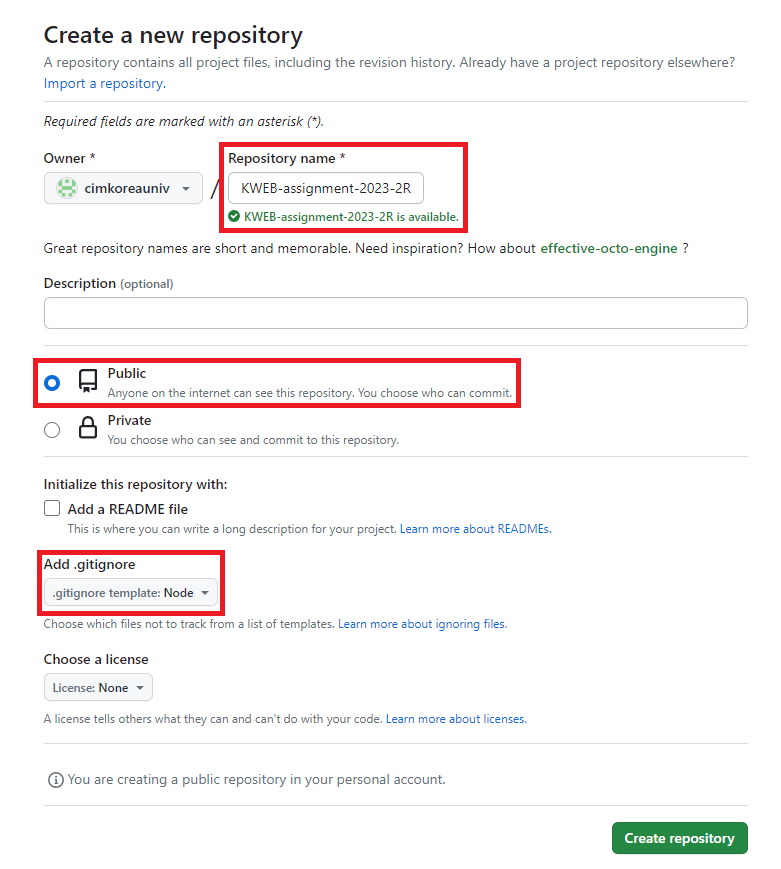 Create a new repository
A repository contains all project files, including the revision history. Already have a project repository elsewhere?
Import a repository.
Required fields are marked with an asterisk (*).
Owner *
Repository name *
cimkoreauniv
/
KWEB-assignment-2023-2R
KWEB-assignment-2023-2R is available.
Great repository names are short and memorable. Need inspiration? How about effective-octo-engine ?
Description (optional)
Public
Anyone on the internet can see this repository. You choose who can commit.
Private
You choose who can see and commit to this repository.
Initialize this repository with:
Add a README file
This is where you can write a long description for your project. Learn more about READMEs.
Add .gitignore
.gitignore template: Node
Choose which files not to track from a list of templates. Learn more about ignoring files.
Choose a license
License: None
A license tells others what they can and can't do with your code. Learn more about licenses.
You are creating a public repository in your personal account.
Create repository